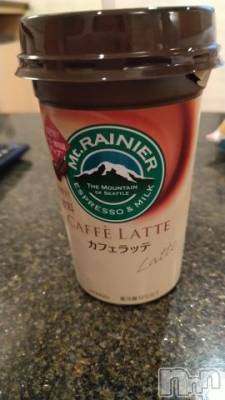 MT. RAINIER
THE MOUNTAIN
OF SEATTLE
ESPRESSO & MILK
CAFFÈ LATTE
カフェラッテ
Latte